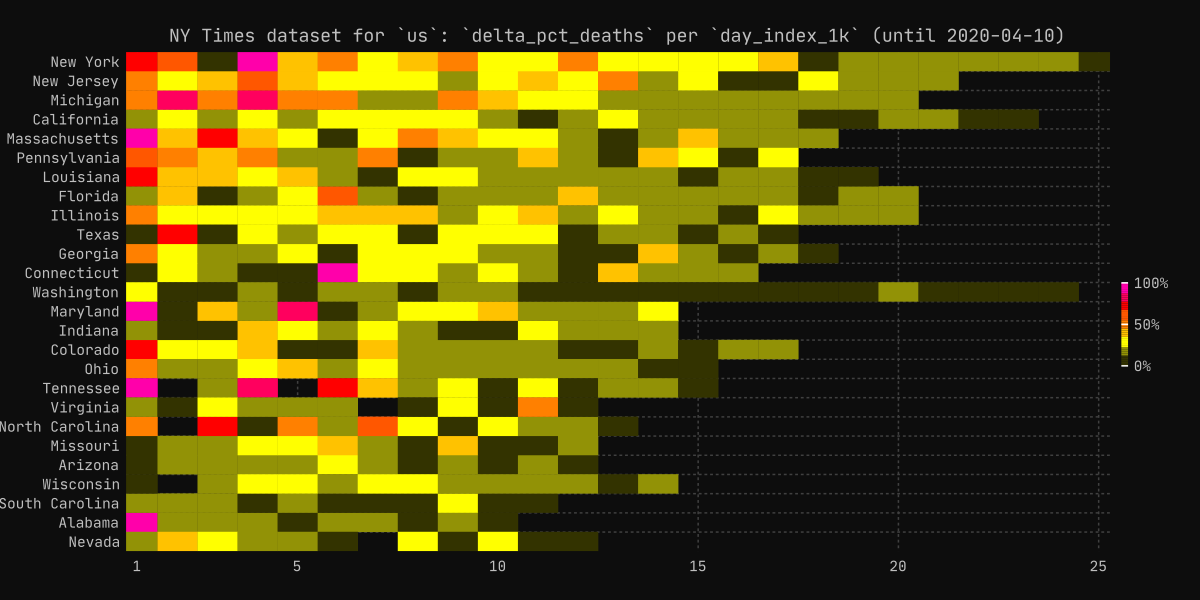 NY Times dataset for `us`: `delta_pct_deaths` per `day_index_1k` (until 2020-04-10)
New York
New Jersey
Michigan
California
Massachusetts
Pennsylvania
Louisiana
Florida
Illinois
Texas
Georgia
Connecticut
Washington
Maryland
Indiana
Colorado
Ohio
Tennessee
Virginia
North Carolina
Missouri
Arizona
Wisconsin
South Carolina
Alabama
Nevada
1 5 10 15 20 25
100%
50%
0%